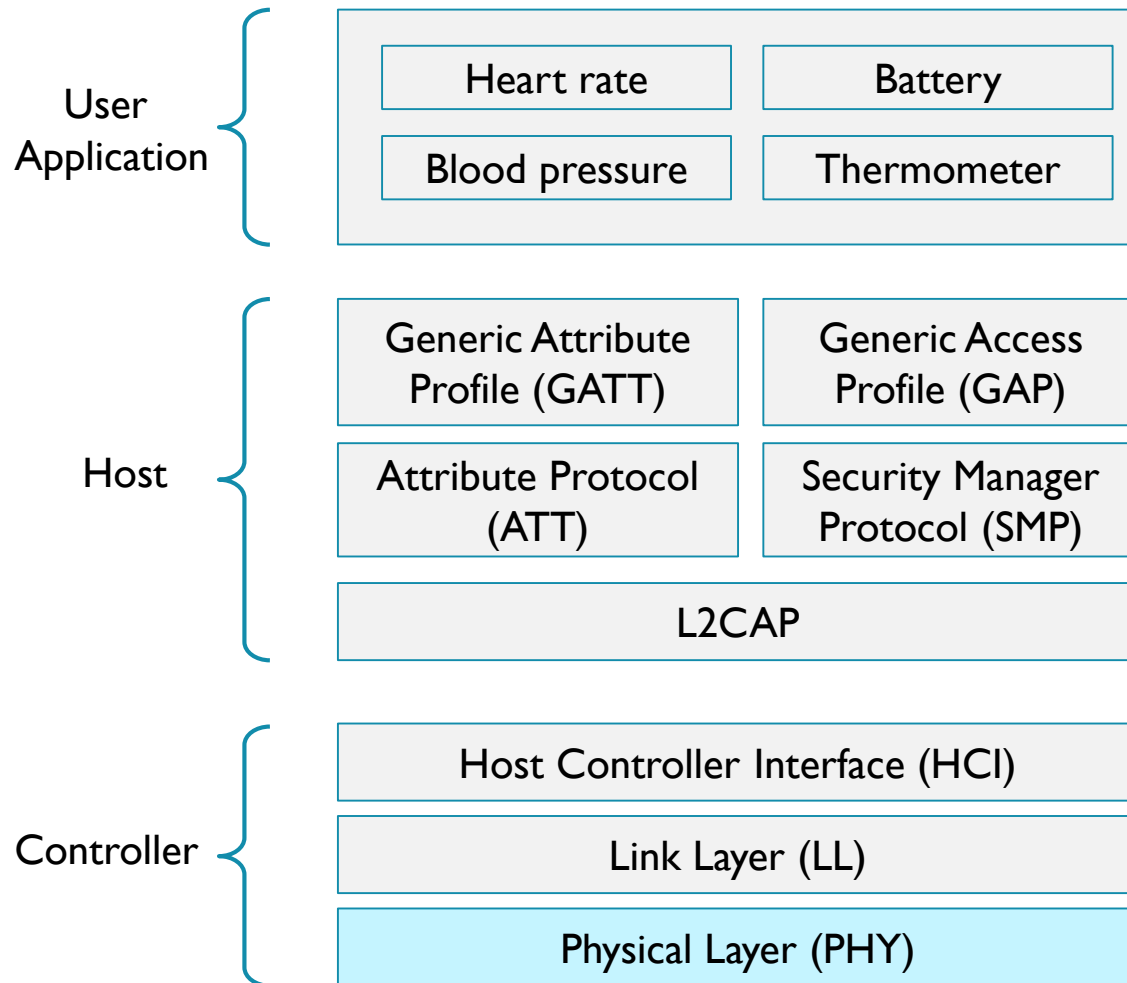 User
Application
Heart rate
Battery
Blood pressure
Thermometer
Host
Generic Attribute
Profile (GATT)
Generic Access
Profile (GAP)
Attribute Protocol
(ATT)
Security Manager
Protocol (SMP)
L2CAP
Controller
Host Controller Interface (HCI)
Link Layer (LL)
Physical Layer (PHY)